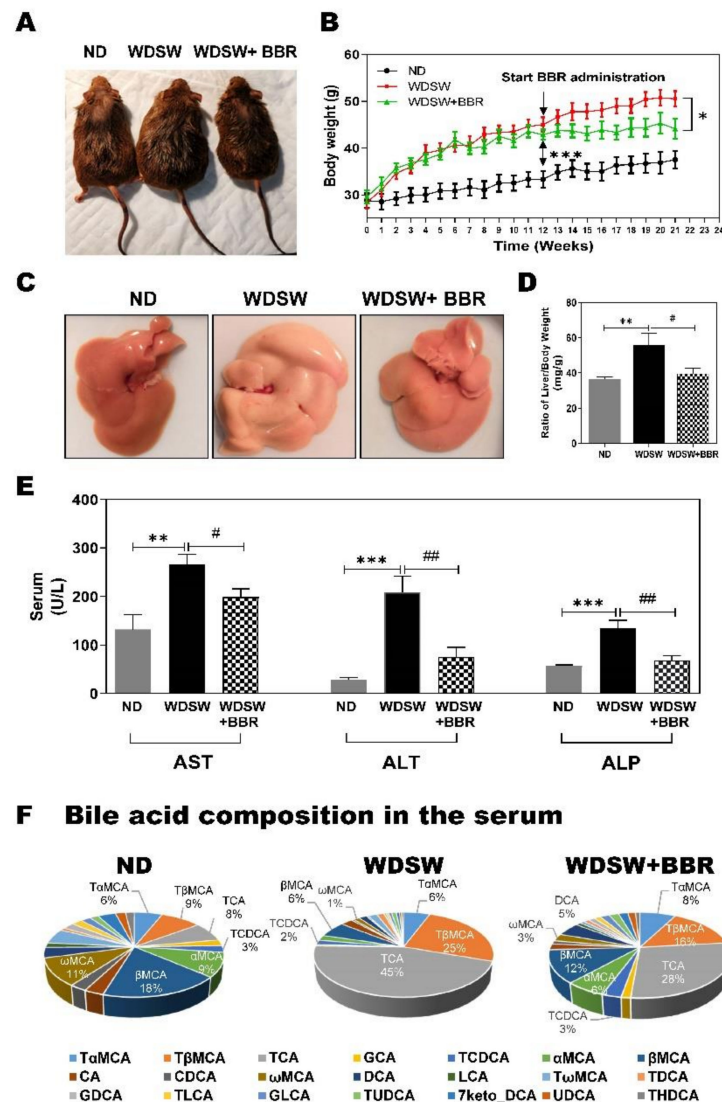 A
ND WDSW WDSW+ BBR
B
ND
WDSW
WDSW+BBR
Start BBR administration
Body weight (g)
60
50
40
30
*
***
0 1 2 3 4 5 6 7 8 9 10 11 12 13 14 15 16 17 18 19 20 21 22 23 24
Time (Weeks)
C
ND WDSW WDSW+ BBR
D
Ratio of Liver/Body Weight
(mg/g)
80
60
40
20
0
** #
ND WDSW WDSW+BBR
E
Serum
(U/L)
400
300
200
100
0
** # *** ## *** ##
ND WDSW WDSW
+BBR
ND WDSW WDSW
+BBR
ND WDSW WDSW
+BBR
AST ALT ALP
F Bile acid composition in the serum
ND
TαMCA
6%
TβMCA
9%
TCA
8%
TCDCA
3%
αMCA
9%
βMCA
18%
ωMCA
11%
WDSW
βMCA
6%
ωMCA
1%
TαMCA
6%
TβMCA
25%
TCDCA
2%
TCA
45%
WDSW+BBR
DCA
5%
TαMCA
8%
TβMCA
16%
ωMCA
3%
βMCA
12%
αMCA
6%
TCA
28%
TCDCA
3%
TαMCA TβMCA TCA GCA TCDCA αMCA βMCA
CA CDCA ωMCA DCA LCA TωMCA TDCA
GDCA TLCA GLCA TUDCA 7keto_DCA UDCA THDCA